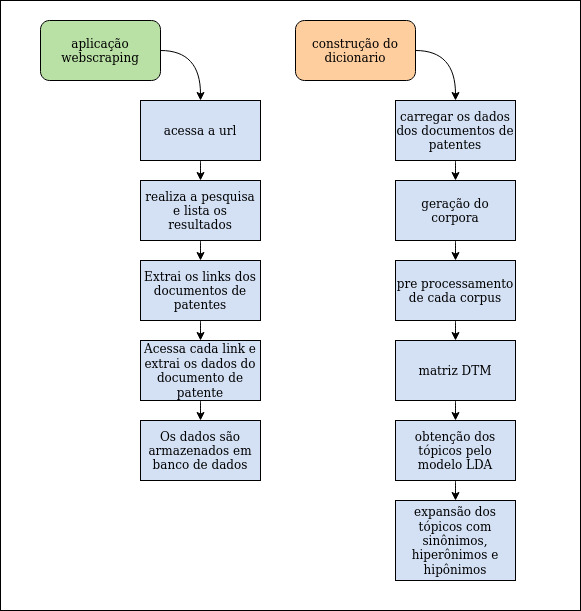 aplicação
webscraping
acessa a url
realiza a pesquisa
e lista os
resultados
Extrai os links dos
documentos de
patentes
Acessa cada link e
extrai os dados do
documento de
patente
Os dados são
armazenados em
banco de dados
construção do
dicionario
carregar os dados
dos documentos de
patentes
geração do
corpora
pre processamento
de cada corpus
matriz DTM
obtenção dos
tópicos pelo
modelo LDA
expansão dos
tópicos com
sinônimos,
hiperônimos e
hipônimos